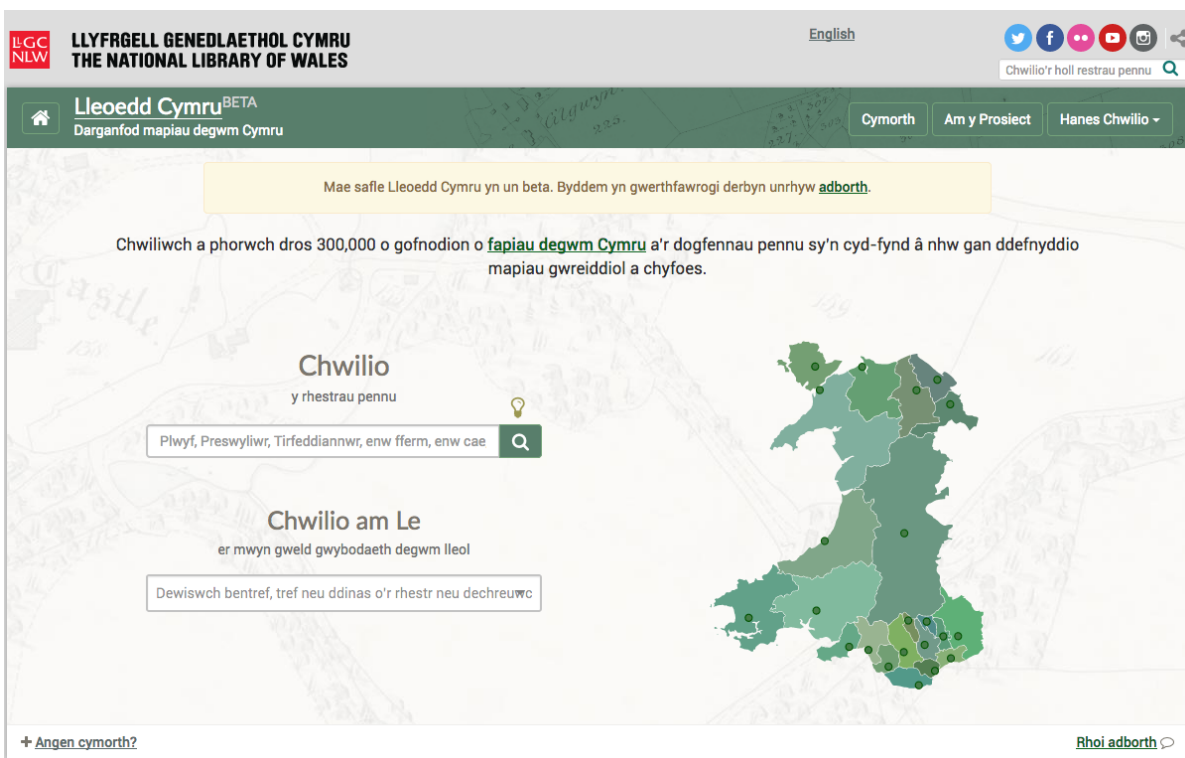 LLGC
NLW
LLYFRGELL GENEDLAETHOL CYMRU
THE NATIONAL LIBRARY OF WALES
English
Chwilio'r holl restrau pennu
Lleoedd Cymru BETA
Darganfod mapiau degwm Cymru
Cymorth
Am y Prosiect
Hanes Chwilio
Mae safle Lleoedd Cymru yn un beta. Byddem yn gwerthfawrogi derbyn unrhyw adborth.
Chwiliwch a phorwch dros 300,000 o gofnodion o fapiau degwm Cymru a'r dogfennau pennu sy'n cyd-fynd â nhw gan ddefnyddio
mapiau gwreiddiol a chyfoes.
Chwilio
y rhestrau pennu
Plwyf, Preswyliwr, Tirfeddiannwr, enw fferm, enw cae
Chwilio am Le
er mwyn gweld gwybodaeth degwm lleol
Dewiswch bentref, tref neu ddinas o'r rhestr neu
+ Angen cymorth?
Rhoi adborth